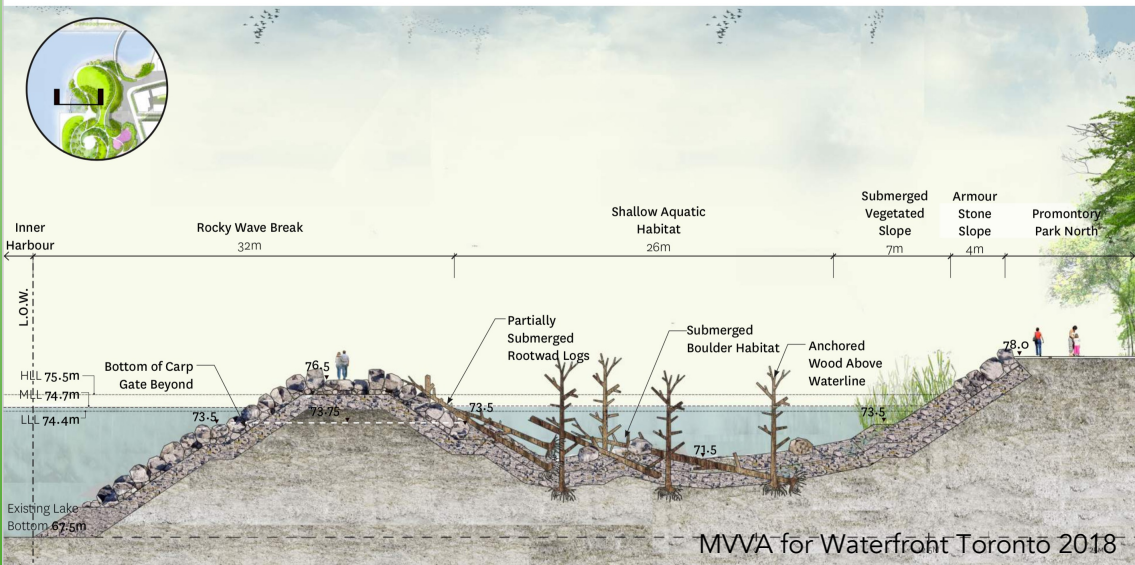 Inner
Harbour
Rocky Wave Break
32m
Shallow Aquatic
Habitat
26m
Submerged
Vegetated
Slope
7m
Armour
Stone
Slope
4m
Promontory
Park North
L.O.W.
Partially
Submerged
Rootwad Logs
Submerged
Boulder Habitat
Anchored
Wood Above
Waterline
78.0
Bottom of Carp
Gate Beyond
76.5
HLL 75.5m
MLL 74.7m
LLL 74.4m
73.5
73.75
73.5
73.5
71.5
Existing Lake
Bottom 67.5m
MVVA for Waterfront Toronto 2018